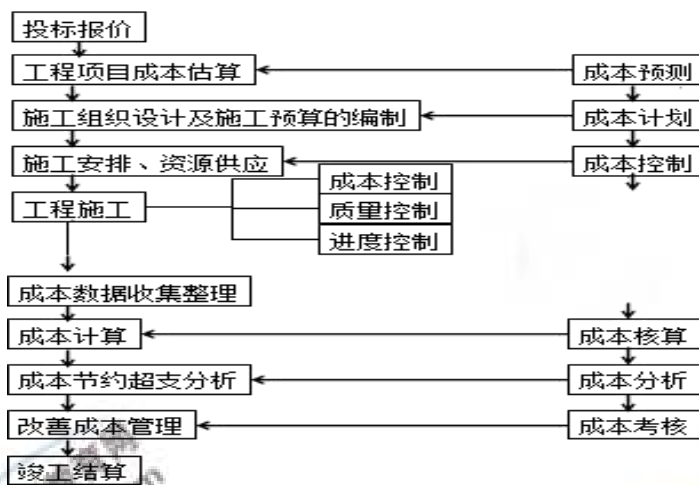 投标报价
工程项目成本估算
成本预测
施工组织设计及施工预算的编制
成本计划
施工安排、资源供应
成本控制
成本控制
工程施工
质量控制
进度控制
成本数据收集整理
成本计算
成本核算
成本节约超支分析
成本分析
改善成本管理
成本考核
竣工结算